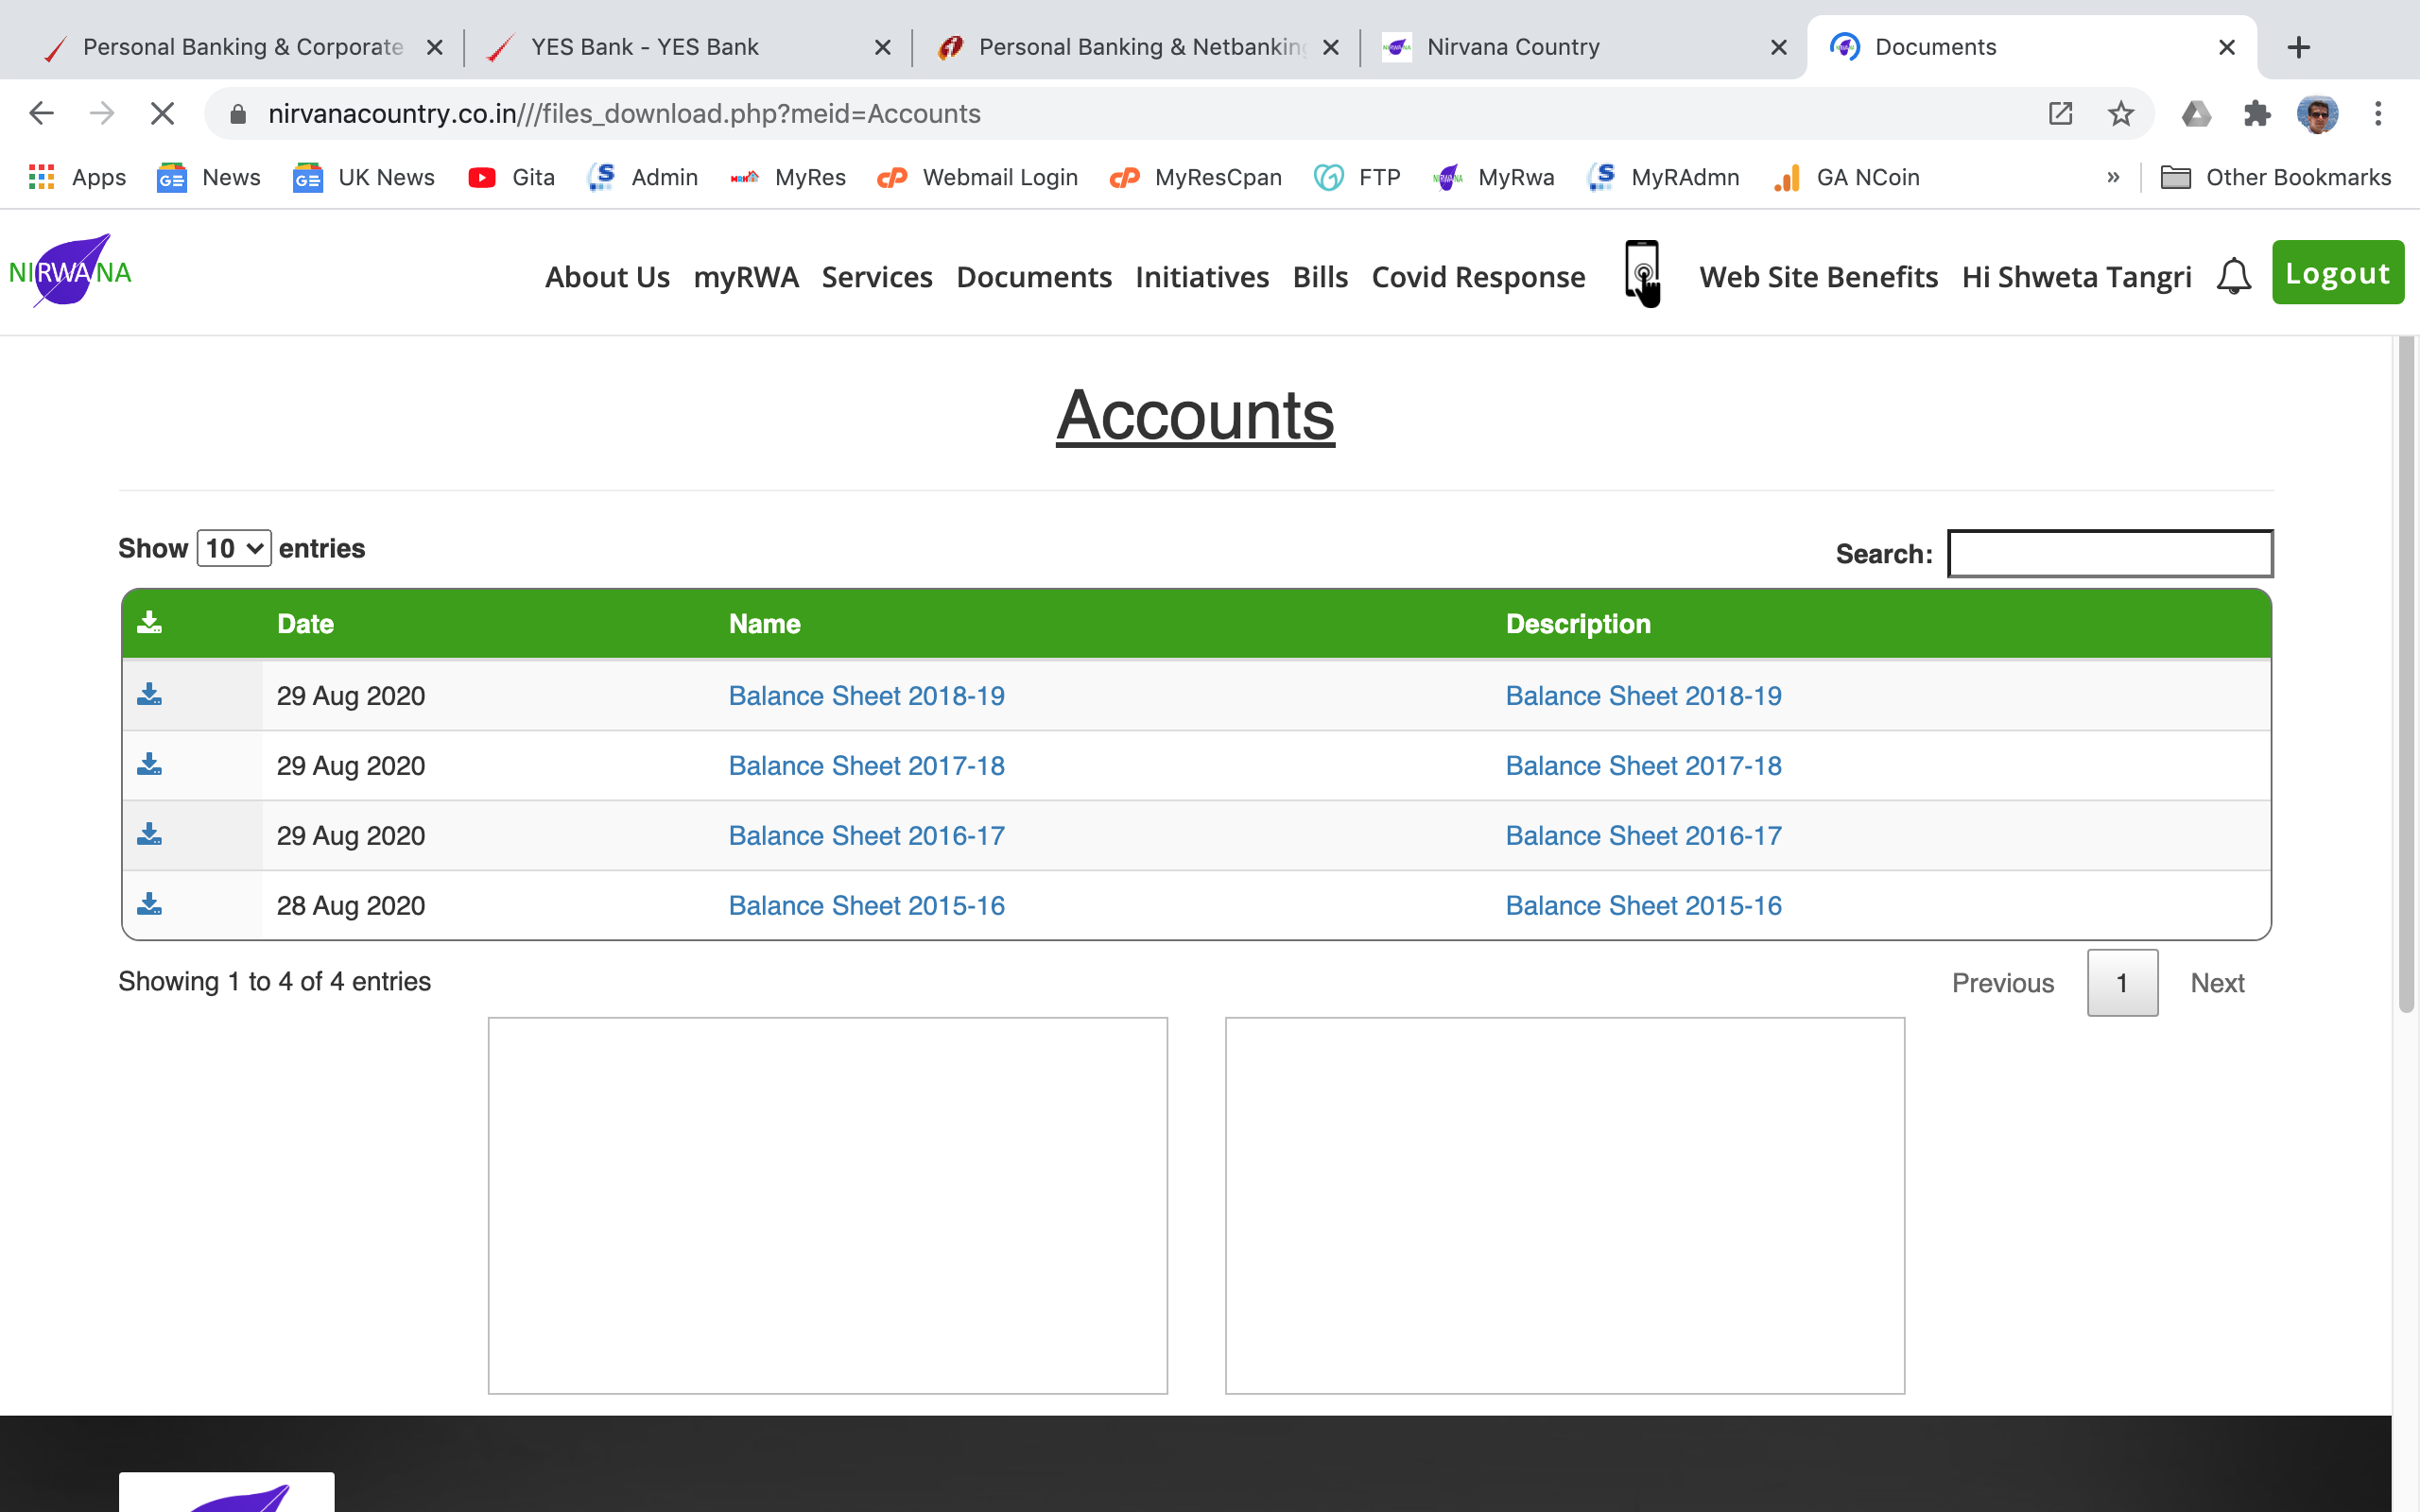 Personal Banking & Corporate
YES Bank - YES Bank
Personal Banking & Netbanking
Nirvana Country
Documents
nirvanacountry.co.in///files_download.php?meid=Accounts
Apps
News
UK News
Gita
Admin
MyRes
Webmail Login
MyResCpan
FTP
MyRwa
MyRAdmn
GA NCoin
»
Other Bookmarks
NIRWANA
About Us
myRWA
Services
Documents
Initiatives
Bills
Covid Response
Web Site Benefits
Hi Shweta Tangri
Logout
Accounts
Show 10 entries
Search:
Date Name Description
29 Aug 2020 Balance Sheet 2018-19 Balance Sheet 2018-19
29 Aug 2020 Balance Sheet 2017-18 Balance Sheet 2017-18
29 Aug 2020 Balance Sheet 2016-17 Balance Sheet 2016-17
28 Aug 2020 Balance Sheet 2015-16 Balance Sheet 2015-16
Showing 1 to 4 of 4 entries
Previous 1 Next